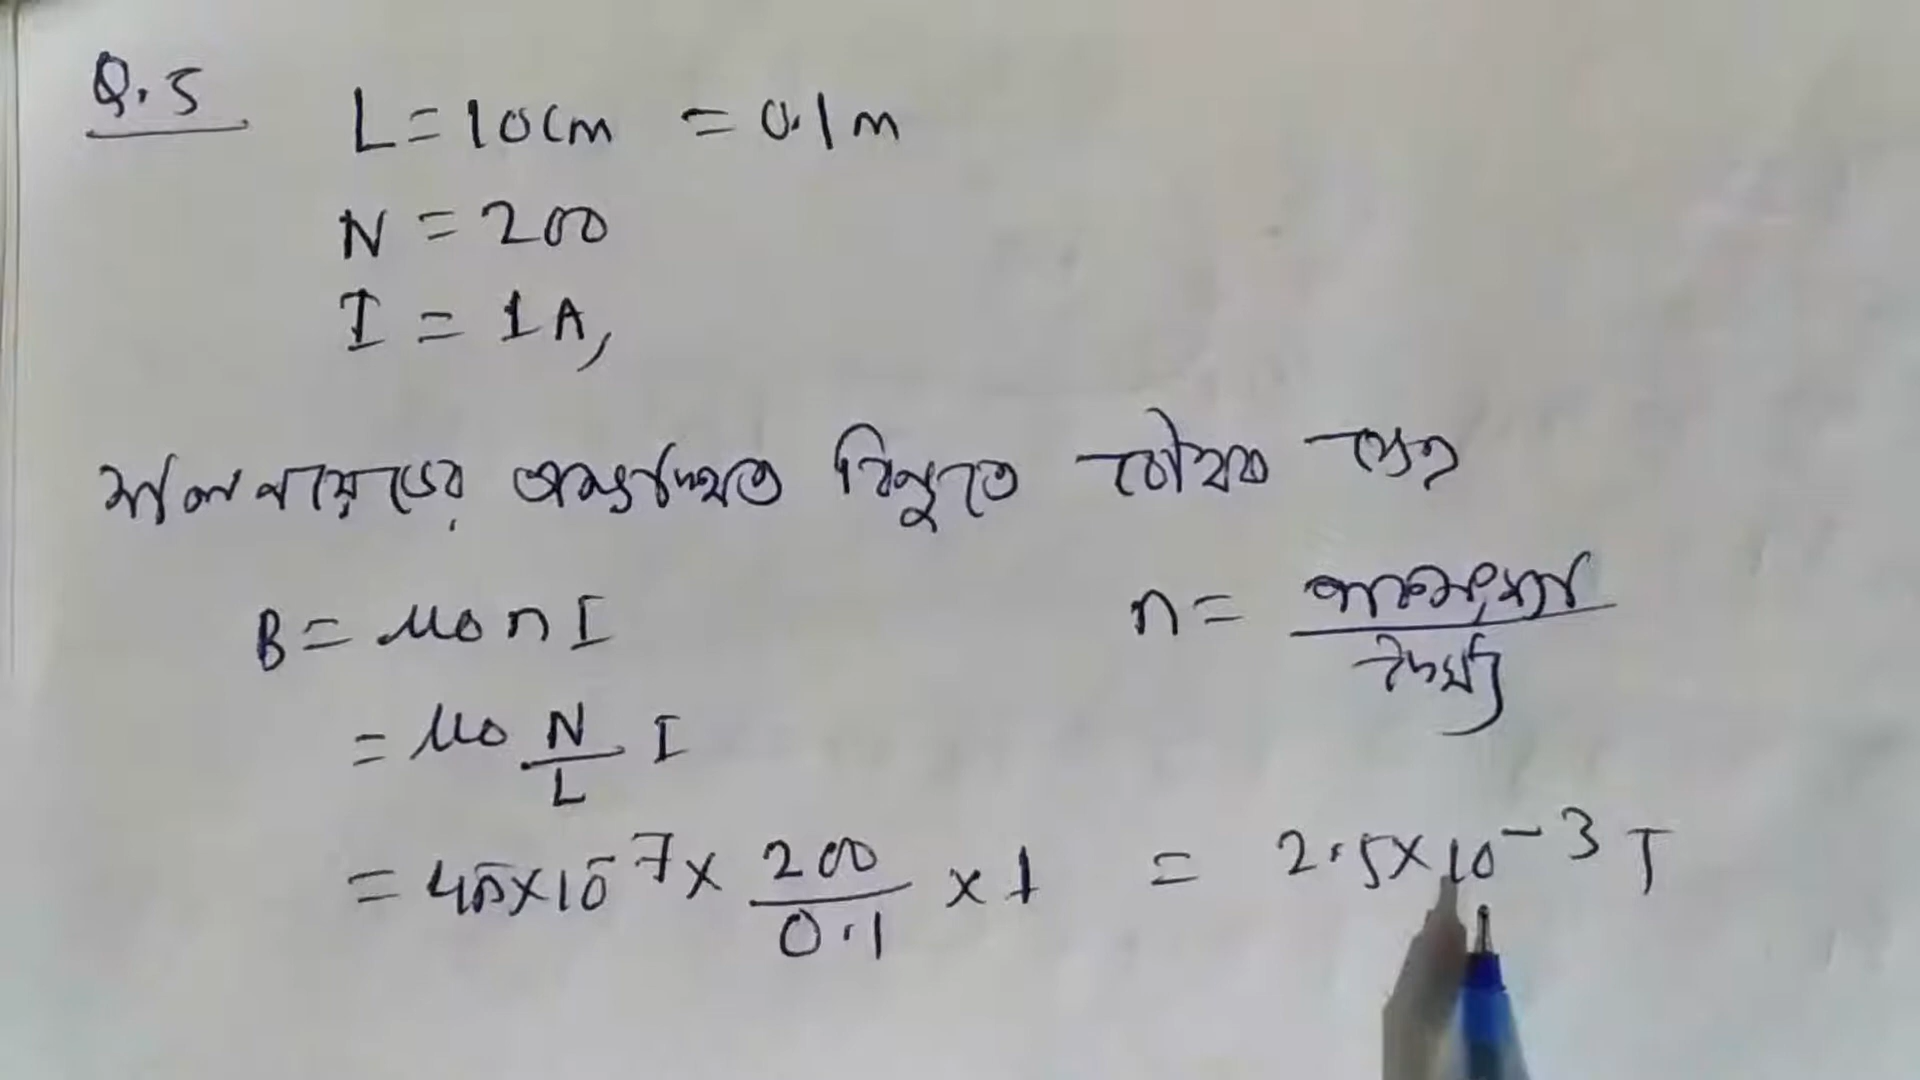 Q.5
L = 10cm = 0.1m
N = 200
I = 1A,
সলিনয়েডের অভ্যন্তরস্থ বিন্দুতে চৌম্বক ক্ষেত্র
B = μ0 n I
n = পাকসংখ্যা / দৈর্ঘ্য
= μ0 N/L I
= 4π×10⁻⁷ × 200/0.1 × 1 = 2.5×10⁻³ T